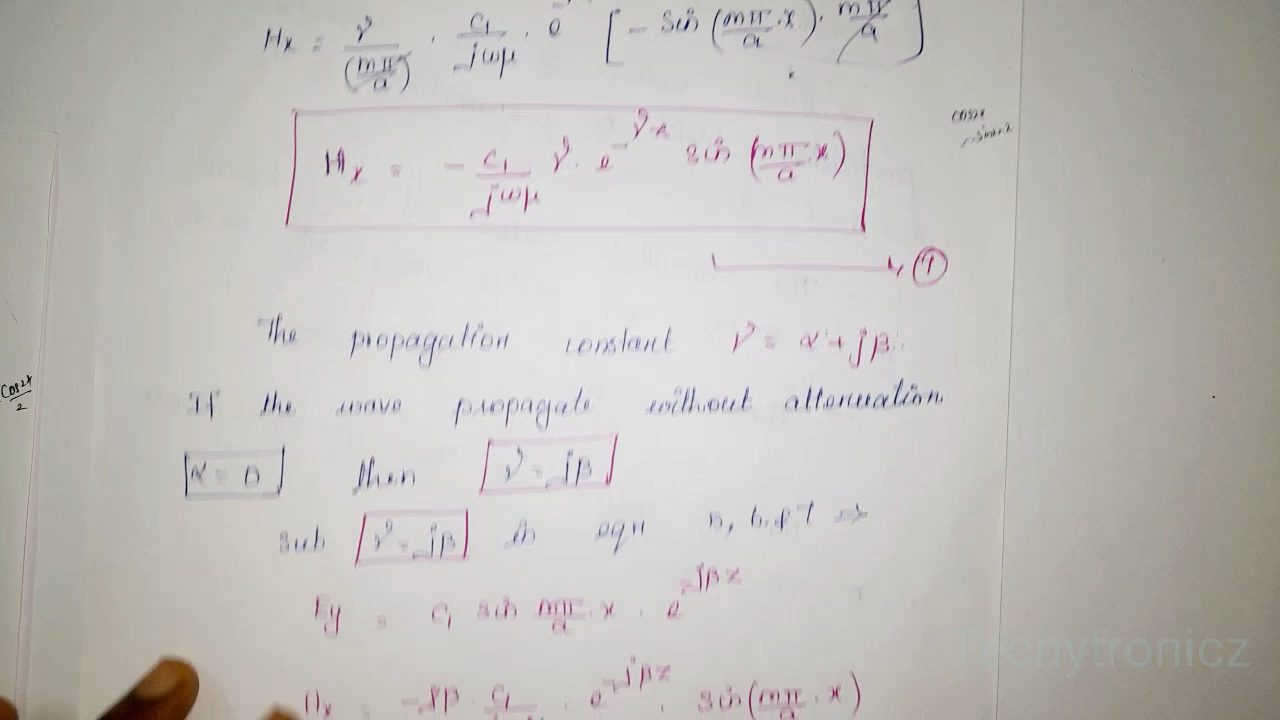 Hx = γ/(mπ/a) · C1/jωμ · e [- sin (mπ/a · x) · mπ/a]
Hx = - C1/jωμ γ · e^-γz sin (mπ/a · x)
→ 7
The propagation constant γ = α + jβ.
If the wave propagate without attenuation
α = 0 then γ = jβ
sub γ = jβ in eqn 5, 6 & 7 ⇒
Ey = C1 sin mπ/a · x · e^-jβz
Hx = -jβ · C1 · e^-jβz · sin (mπ/a · x)
Techytronicz